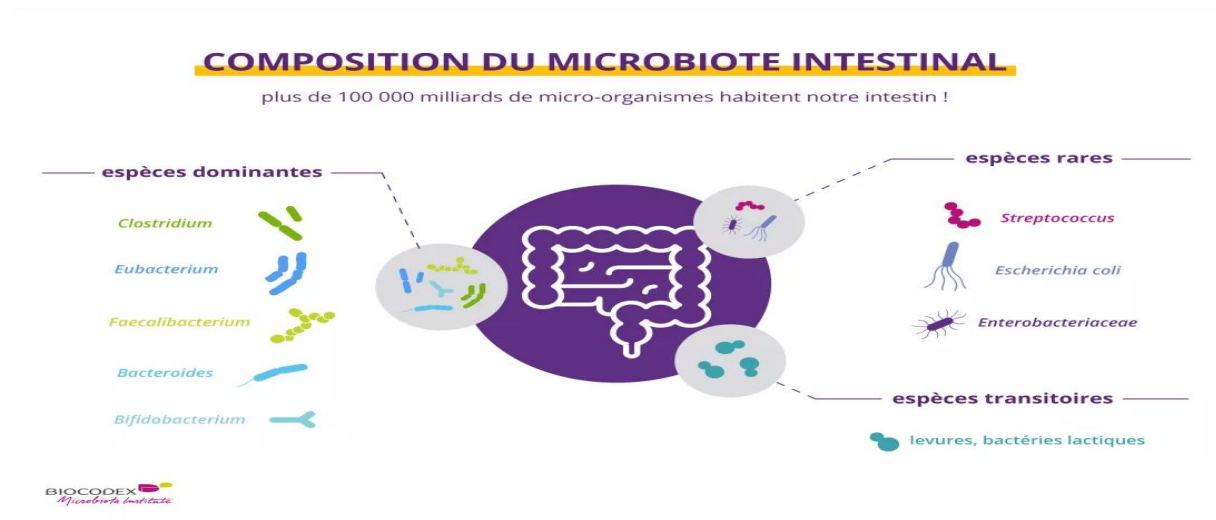 COMPOSITION DU MICROBIOTE INTESTINAL
plus de 100 000 milliards de micro-organismes habitent notre intestin !
espèces dominantes
Clostridium
Eubacterium
Faecalibacterium
Bacteroides
Bifidobacterium
espèces rares
Streptococcus
Escherichia coli
Enterobacteriaceae
espèces transitoires
levures, bactéries lactiques
BIOCODEX
Microbiota Institute